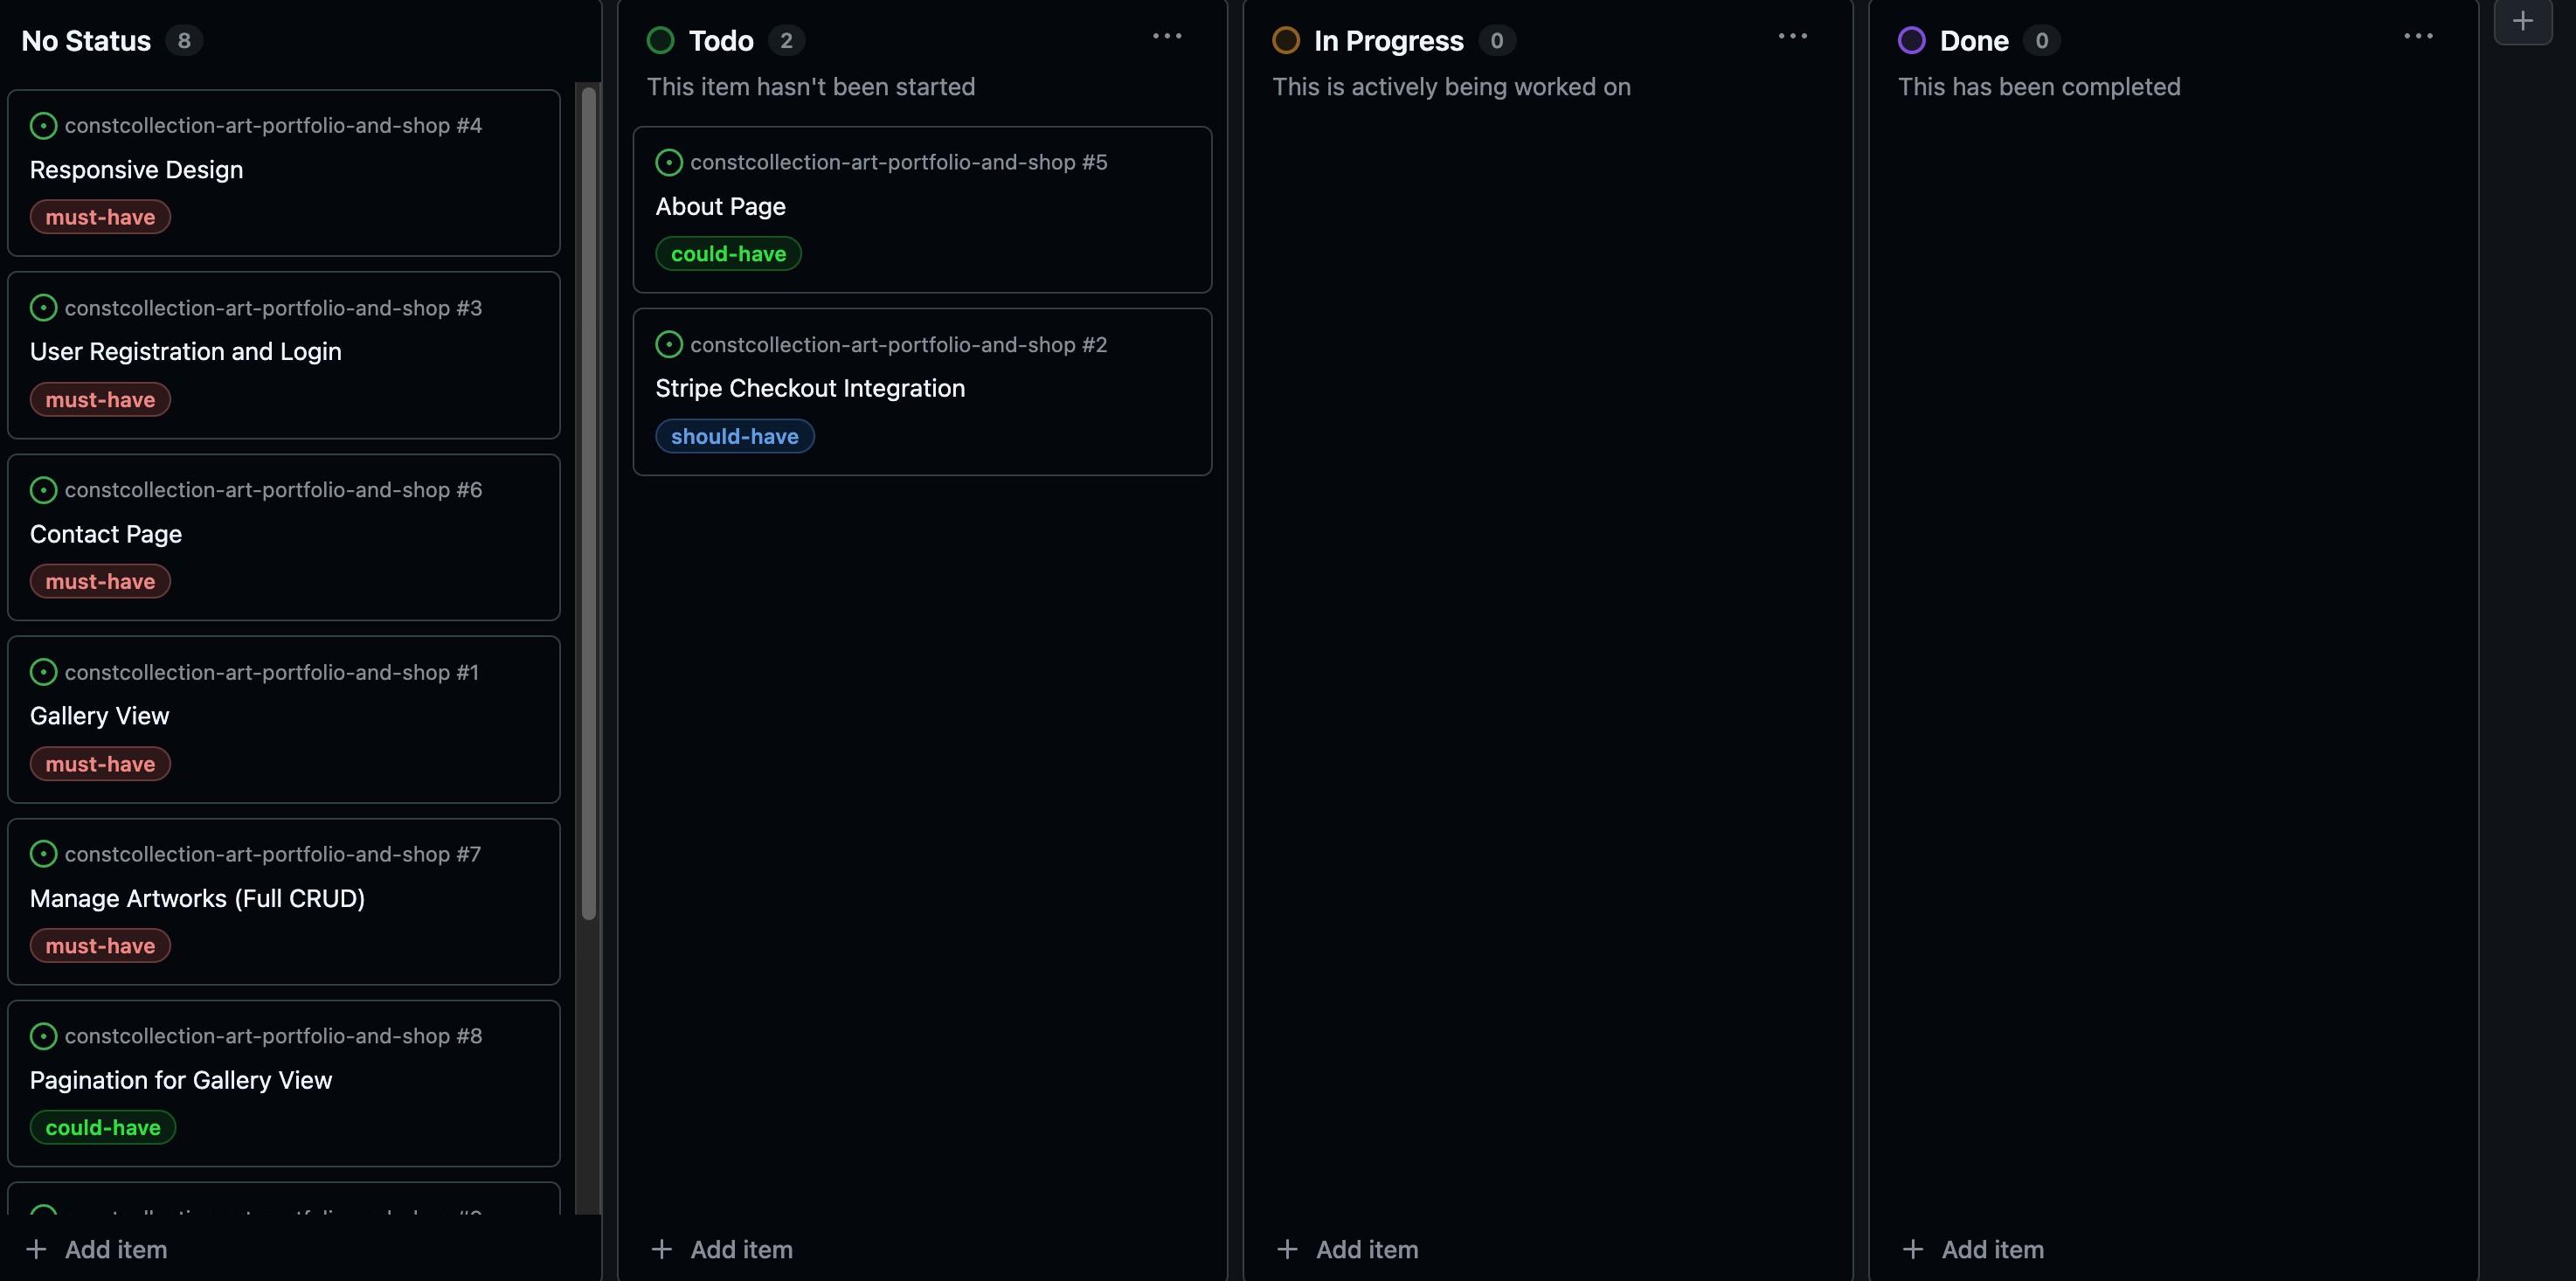 No Status 8
constcollection-art-portfolio-and-shop #4
Responsive Design
must-have
constcollection-art-portfolio-and-shop #3
User Registration and Login
must-have
constcollection-art-portfolio-and-shop #6
Contact Page
must-have
constcollection-art-portfolio-and-shop #1
Gallery View
must-have
constcollection-art-portfolio-and-shop #7
Manage Artworks (Full CRUD)
must-have
constcollection-art-portfolio-and-shop #8
Pagination for Gallery View
could-have
+ Add item
Todo 2
This item hasn't been started
constcollection-art-portfolio-and-shop #5
About Page
could-have
constcollection-art-portfolio-and-shop #2
Stripe Checkout Integration
should-have
+ Add item
In Progress 0
This is actively being worked on
+ Add item
Done 0
This has been completed
+ Add item